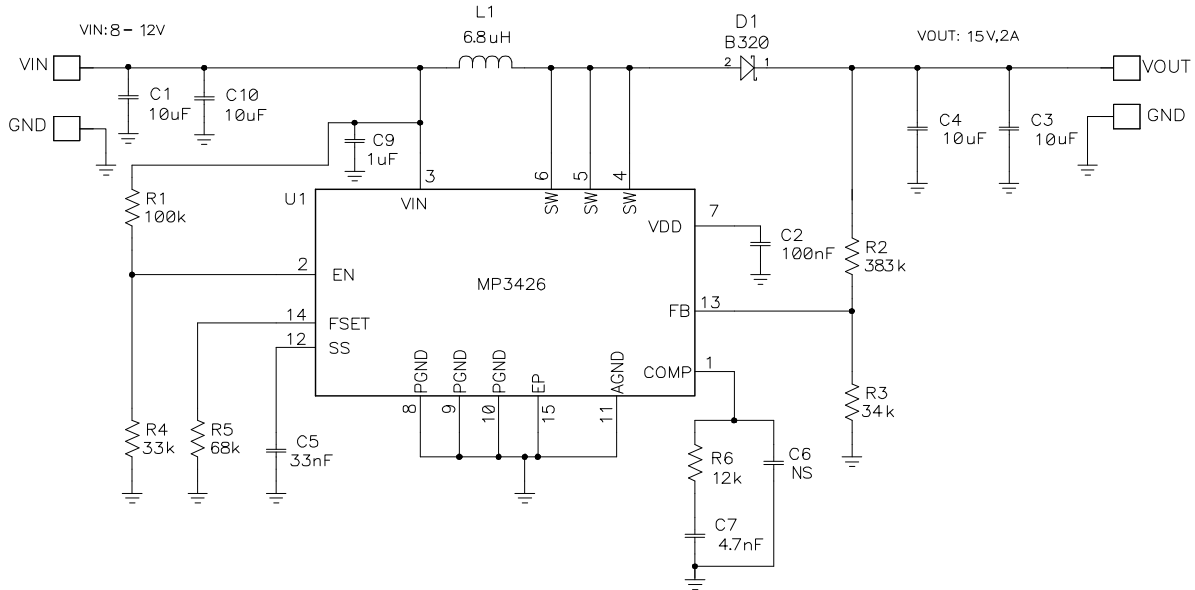 VIN:8- 12V
L1
6.8uH
D1
B320
VOUT: 15V,2A
VIN
2
1
VOUT
C1
10uF
C10
10uF
GND
C9
1uF
C4
10uF
C3
10uF
GND
R1
100k
U1
3
VIN
6
SW
5
SW
4
SW
7
VDD
C2
100nF
R2
383k
2
EN
MP3426
13
FB
14
FSET
12
SS
1
COMP
PGND
8
PGND
9
PGND
10
EP
15
AGND
11
R3
34k
R4
33k
R5
68k
C5
33nF
R6
12k
C6
NS
C7
4.7nF